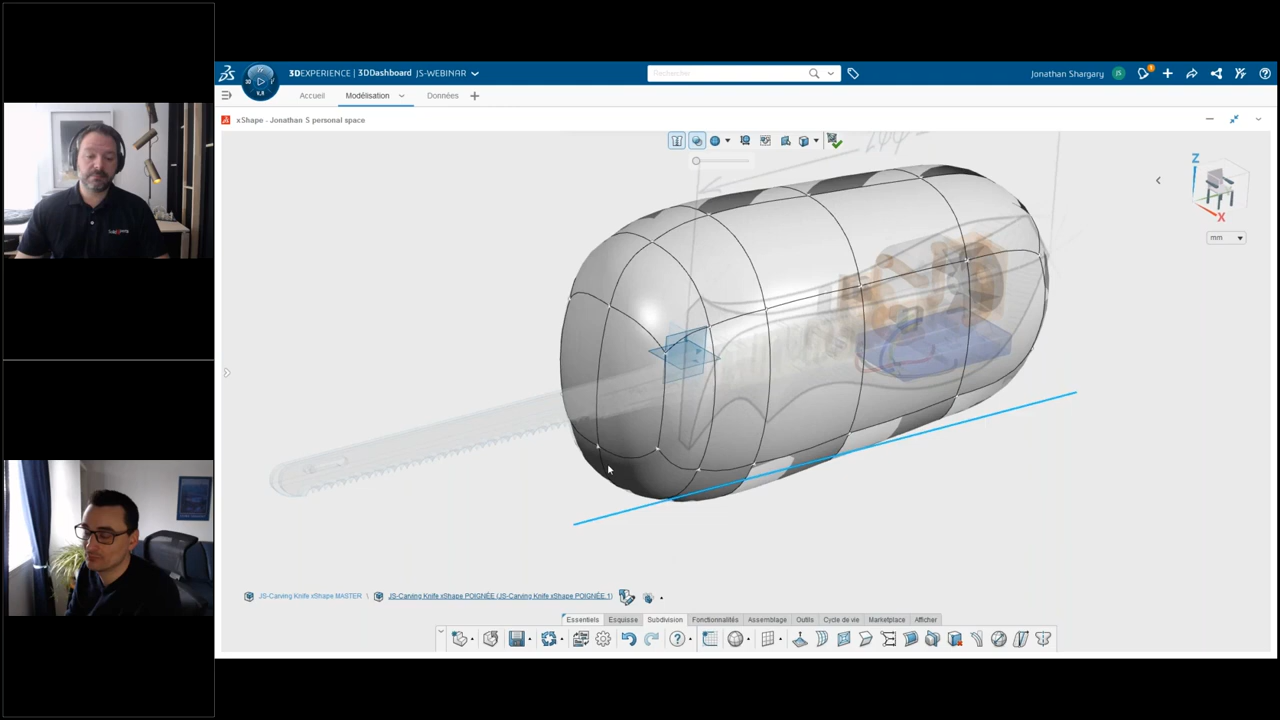 3DEXPERIENCE | 3DDashboard JS-WEBINAR
Rechercher
Jonathan Shargary JS
Accueil Modélisation Données
xShape - Jonathan S personal space
Z
X
mm
JS-Carving Knife xShape MASTER \ JS-Carving Knife xShape POIGNÉE (JS-Carving Knife xShape POIGNÉE.1)
Essentiels Esquisse Subdivision Fonctionnalités Assemblage Outils Cycle de vie Marketplace Afficher